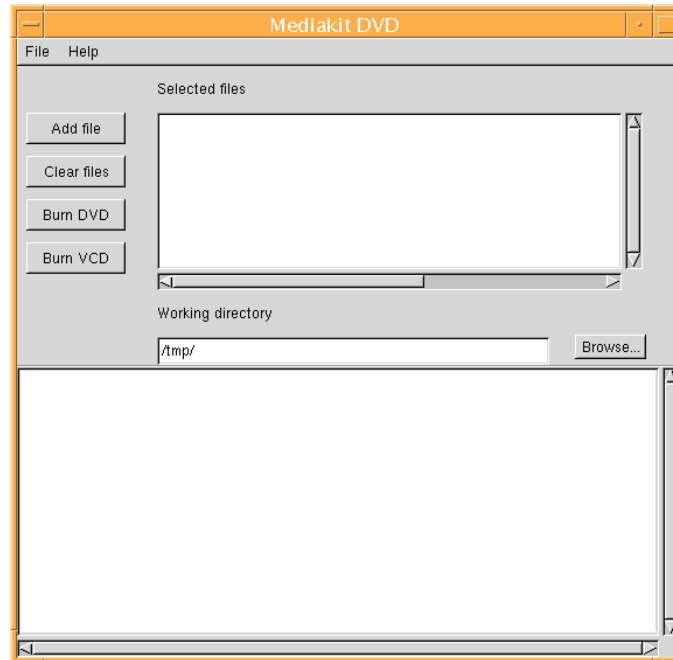 Mediakit DVD
File Help
Selected files
Add file
Clear files
Burn DVD
Burn VCD
Working directory
/tmp/
Browse...